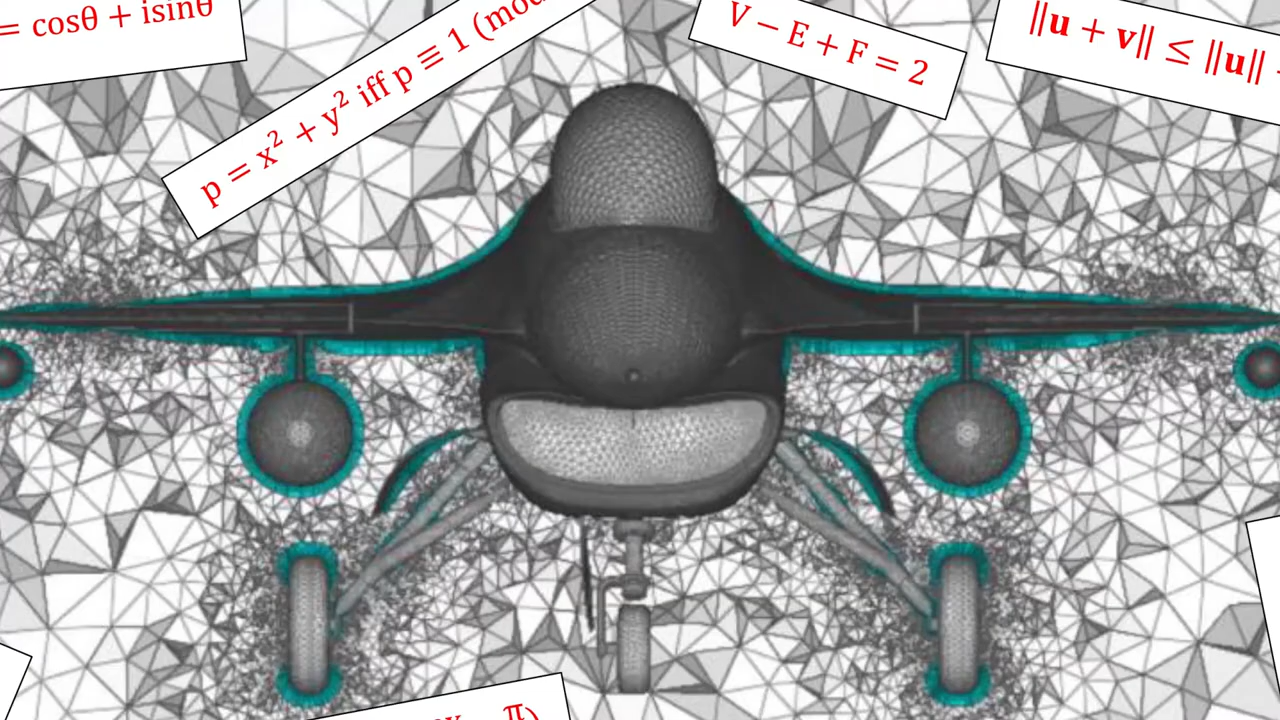 = cosθ + isinθ
p = x² + y² iff p ≡ 1 (mod
V − E + F = 2
‖u + v‖ ≤ ‖u‖
π)